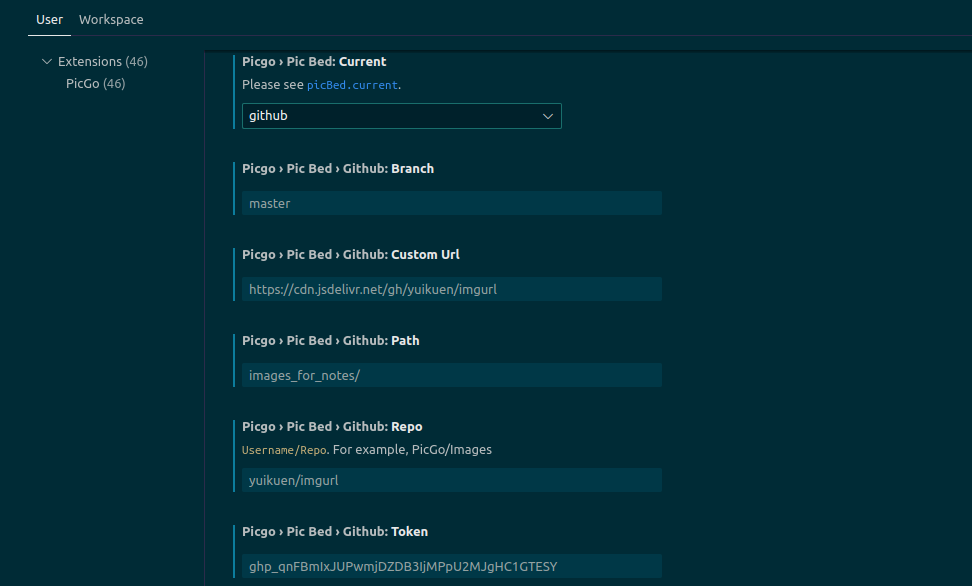 User Workspace
Extensions (46)
PicGo (46)
Picgo › Pic Bed: Current
Please see picBed.current.
github
Picgo › Pic Bed › Github: Branch
master
Picgo › Pic Bed › Github: Custom Url
https://cdn.jsdelivr.net/gh/yuikuen/imgurl
Picgo › Pic Bed › Github: Path
images_for_notes/
Picgo › Pic Bed › Github: Repo
Username/Repo. For example, PicGo/Images
yuikuen/imgurl
Picgo › Pic Bed › Github: Token
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